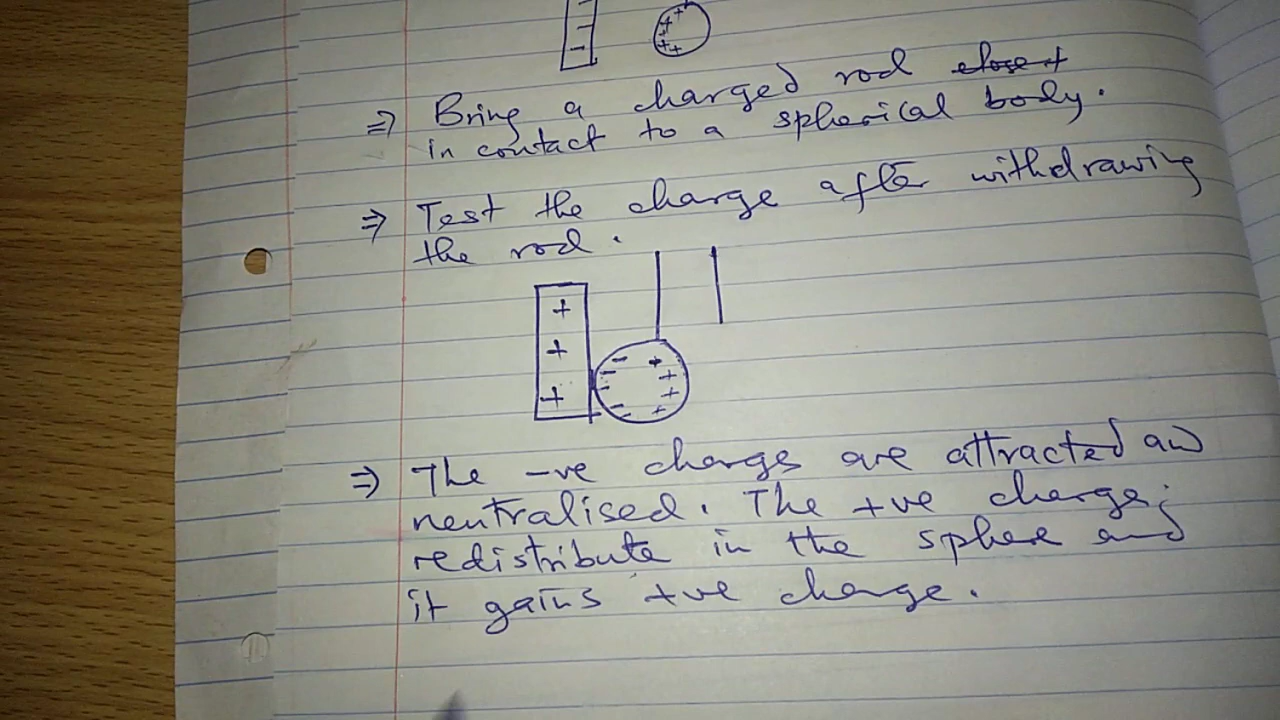 ⇒ Bring a charged rod close t
in contact to a spherical body.
⇒ Test the charge after withdrawing
the rod.
+
+
+
⇒ The -ve charges are attracted and
neutralised. The +ve charges
redistribute in the sphere and
it gains +ve charge.